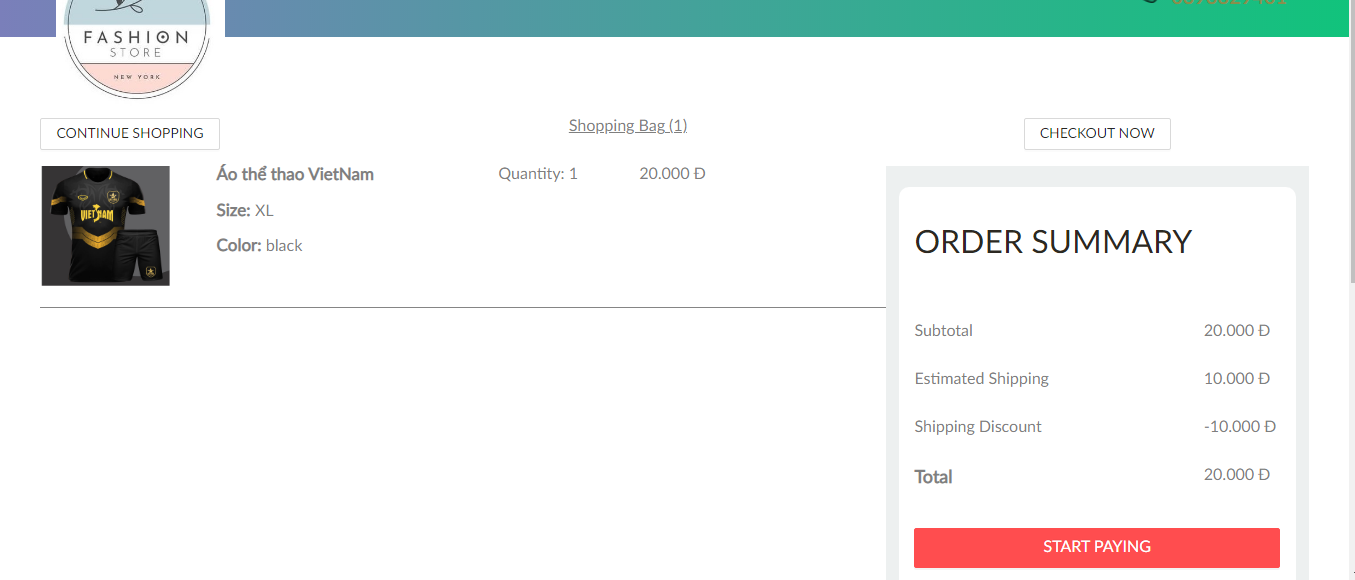 FASHION
STORE
NEW YORK
CONTINUE SHOPPING
Shopping Bag (1)
CHECKOUT NOW
VIETNAM
Áo thể thao VietNam
Quantity: 1
20.000 Đ
Size: XL
Color: black
ORDER SUMMARY
Subtotal
20.000 Đ
Estimated Shipping
10.000 Đ
Shipping Discount
-10.000 Đ
Total
20.000 Đ
START PAYING